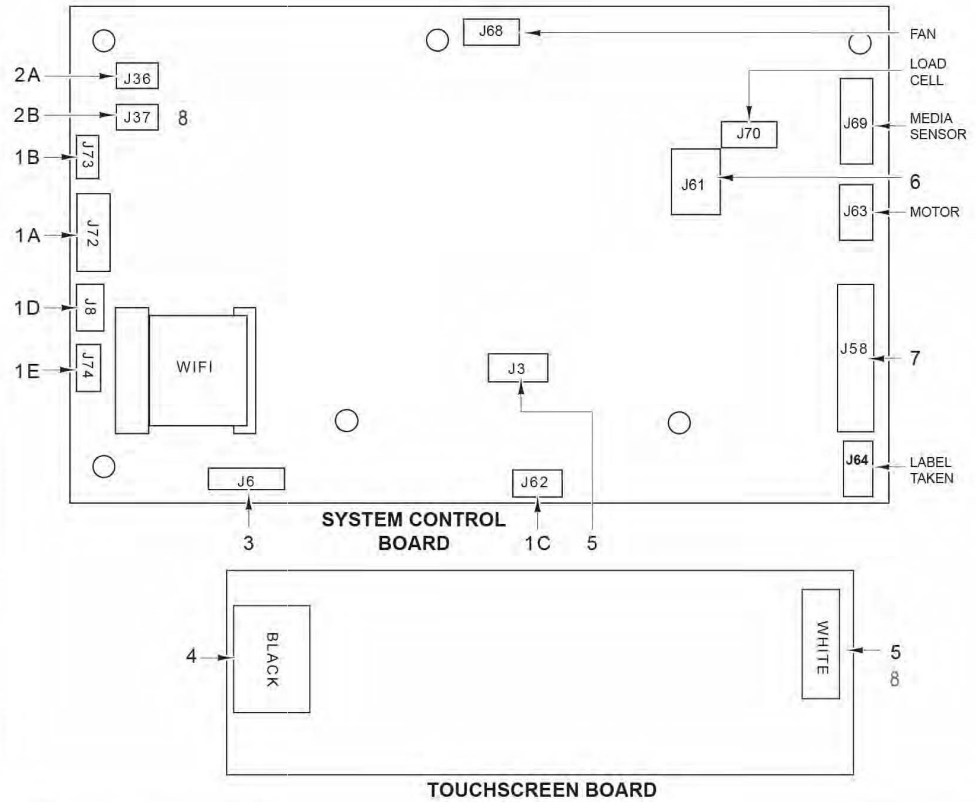 J68
FAN
2A
J36
LOAD
CELL
2B
J37
8
J69
MEDIA
SENSOR
J70
1B
J73
J61
6
J63
MOTOR
1A
J72
1D
J8
WIFI
J3
J58
7
1E
J74
J64
LABEL
TAKEN
J6
J62
SYSTEM CONTROL
BOARD
3
1C
5
4
BLACK
WHITE
5
8
TOUCHSCREEN BOARD